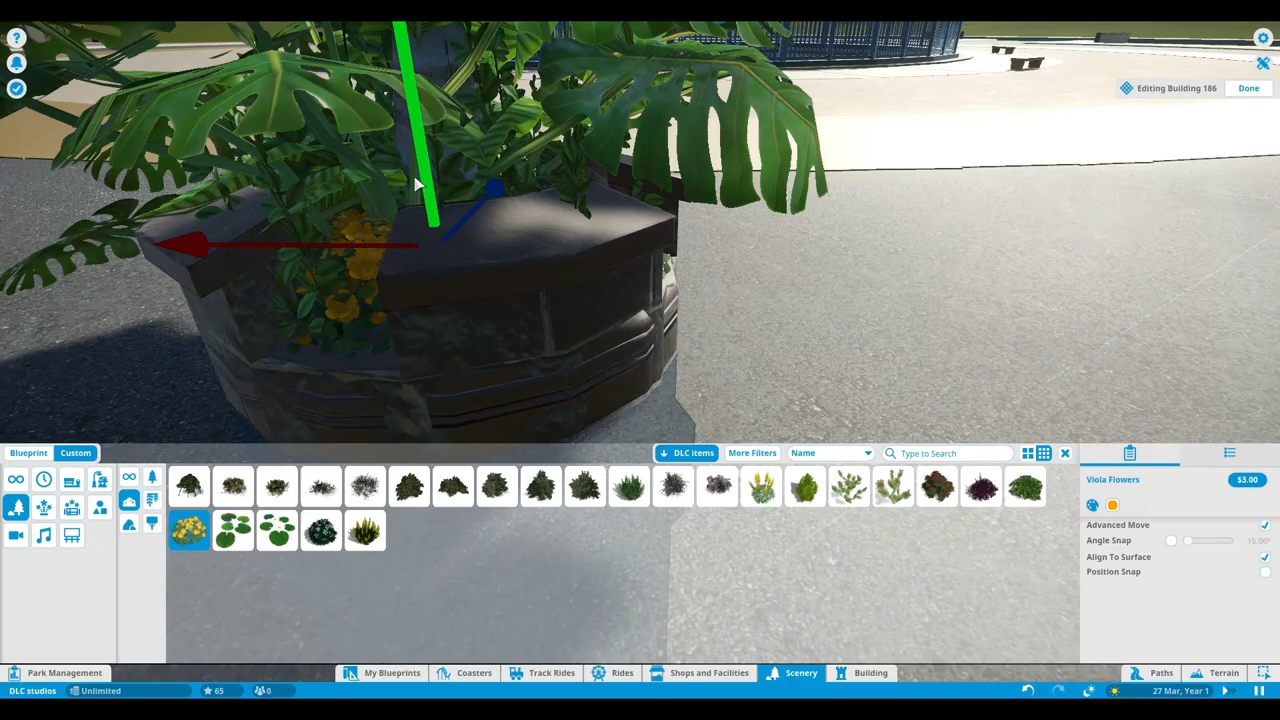 ?
Editing Building 186 Done
Blueprint Custom DLC items More Filters Name Type to Search
Viola Flowers $3.00
Advanced Move
Angle Snap 15.00°
Align To Surface
Position Snap
Park Management My Blueprints Coasters Track Rides Rides Shops and Facilities Scenery Building Paths Terrain
DLC studios Unlimited 65 0 27 Mar, Year 1